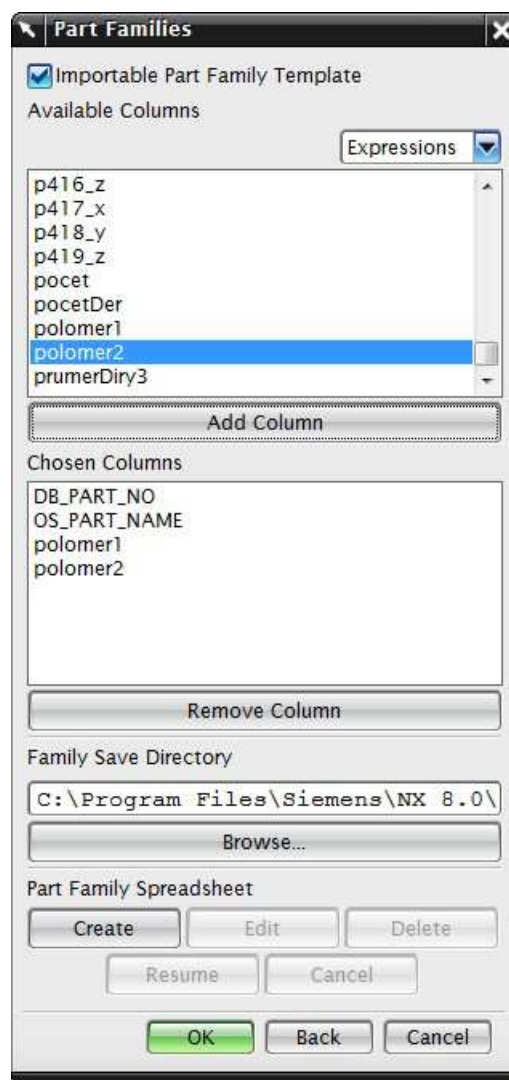 Part Families
Importable Part Family Template
Available Columns
Expressions
p416_z
p417_x
p418_y
p419_z
pocet
pocetDer
polomer1
polomer2
prumerDiry3
Add Column
Chosen Columns
DB_PART_NO
OS_PART_NAME
polomer1
polomer2
Remove Column
Family Save Directory
C:\Program Files\Siemens\NX 8.0\
Browse...
Part Family Spreadsheet
Create Edit Delete
Resume Cancel
OK Back Cancel